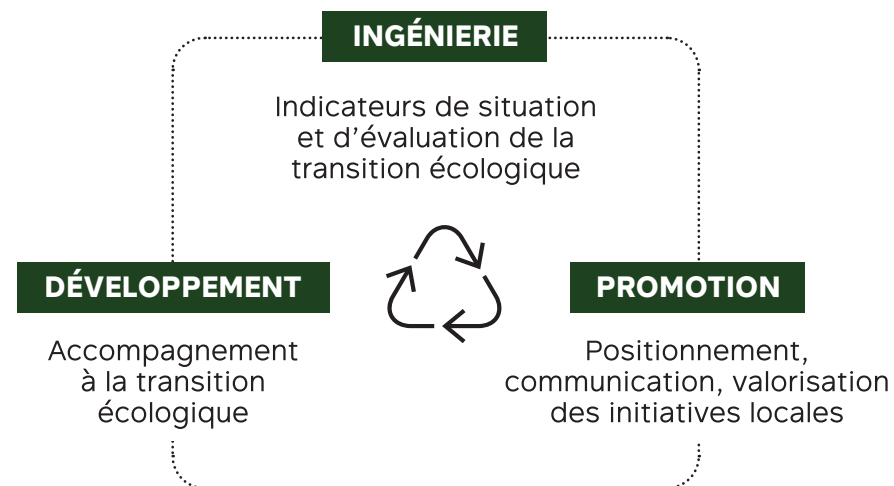 INGÉNIERIE
Indicateurs de situation
et d’évaluation de la
transition écologique
DÉVELOPPEMENT
Accompagnement
à la transition
écologique
PROMOTION
Positionnement,
communication, valorisation
des initiatives locales